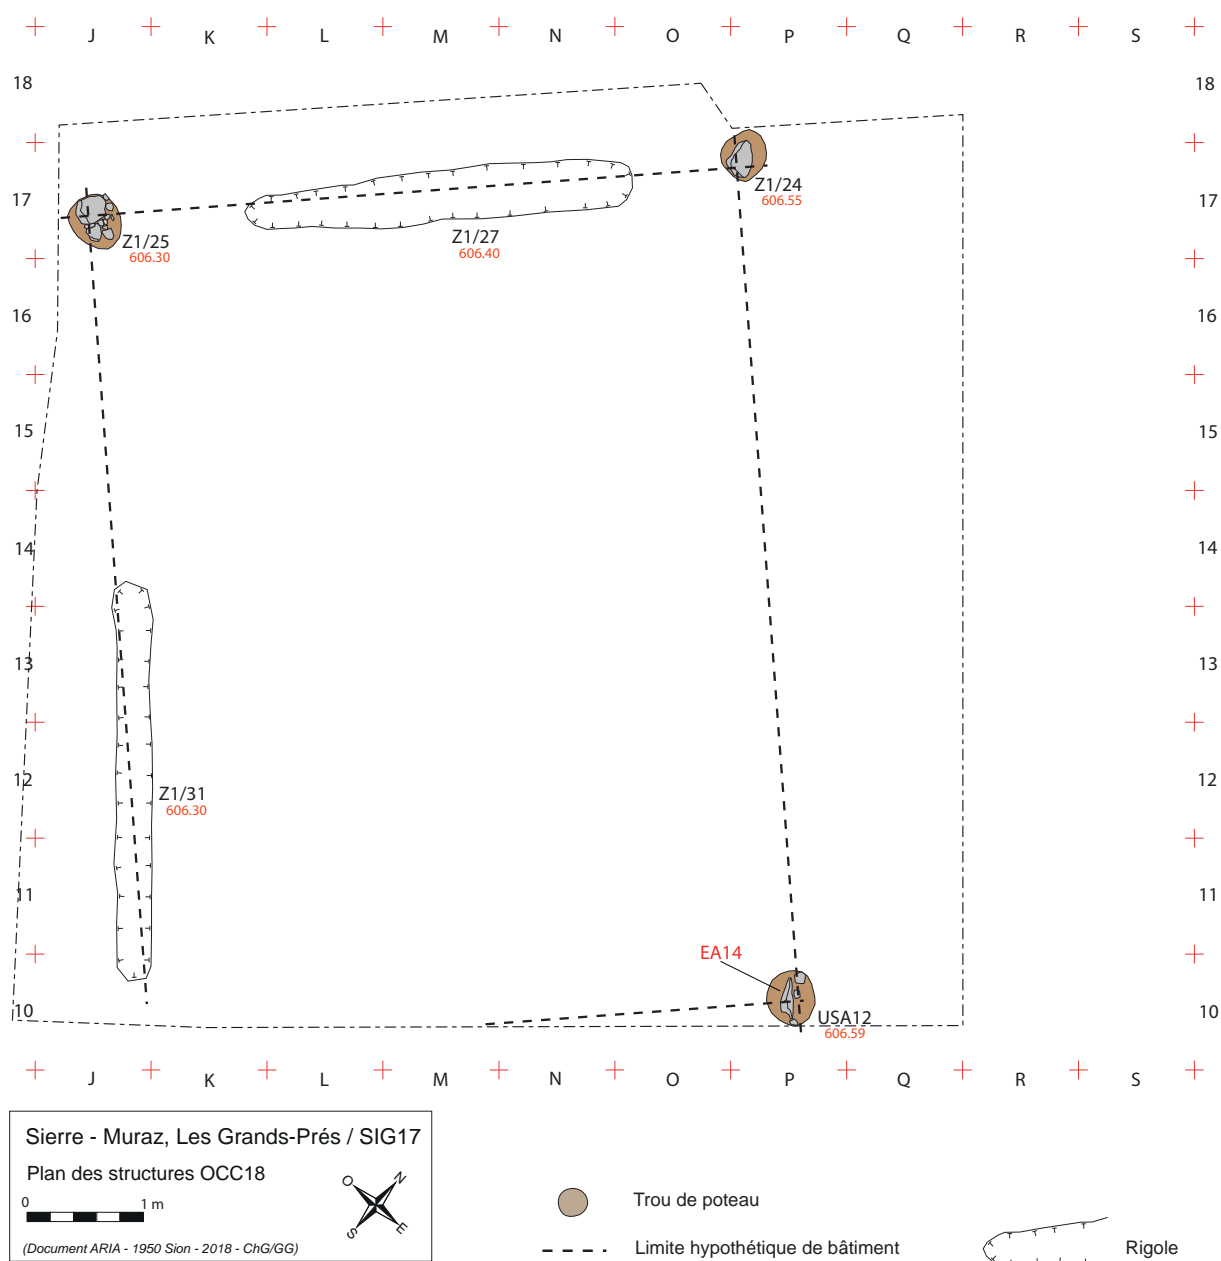 J K L M N O P Q R S
18 18
17 17
Z1/24
606.55
Z1/25
606.30
Z1/27
606.40
16 16
15 15
14 14
13 13
12 12
Z1/31
606.30
11 11
EA14
10 10
USA12
606.59
J K L M N O P Q R S
Sierre - Muraz, Les Grands-Prés / SIG17
Plan des structures OCC18
0 1 m
O N
S E
(Document ARIA - 1950 Sion - 2018 - ChG/GG)
Trou de poteau
Limite hypothétique de bâtiment
Rigole